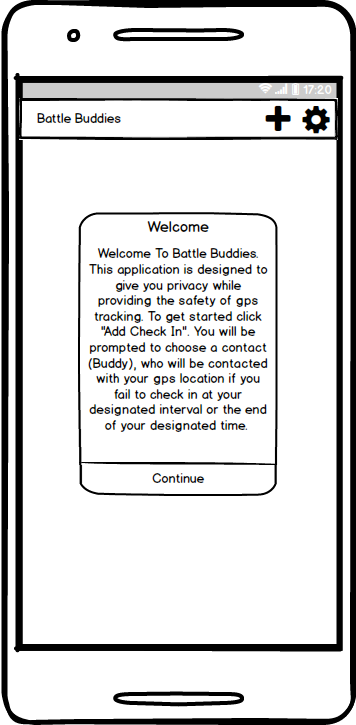 17:20
Battle Buddies
Welcome
Welcome To Battle Buddies.
This application is designed to
give you privacy while
providing the safety of gps
tracking. To get started click
"Add Check In". You will be
prompted to choose a contact
(Buddy), who will be contacted
with your gps location if you
fail to check in at your
designated interval or the end
of your designated time.
Continue